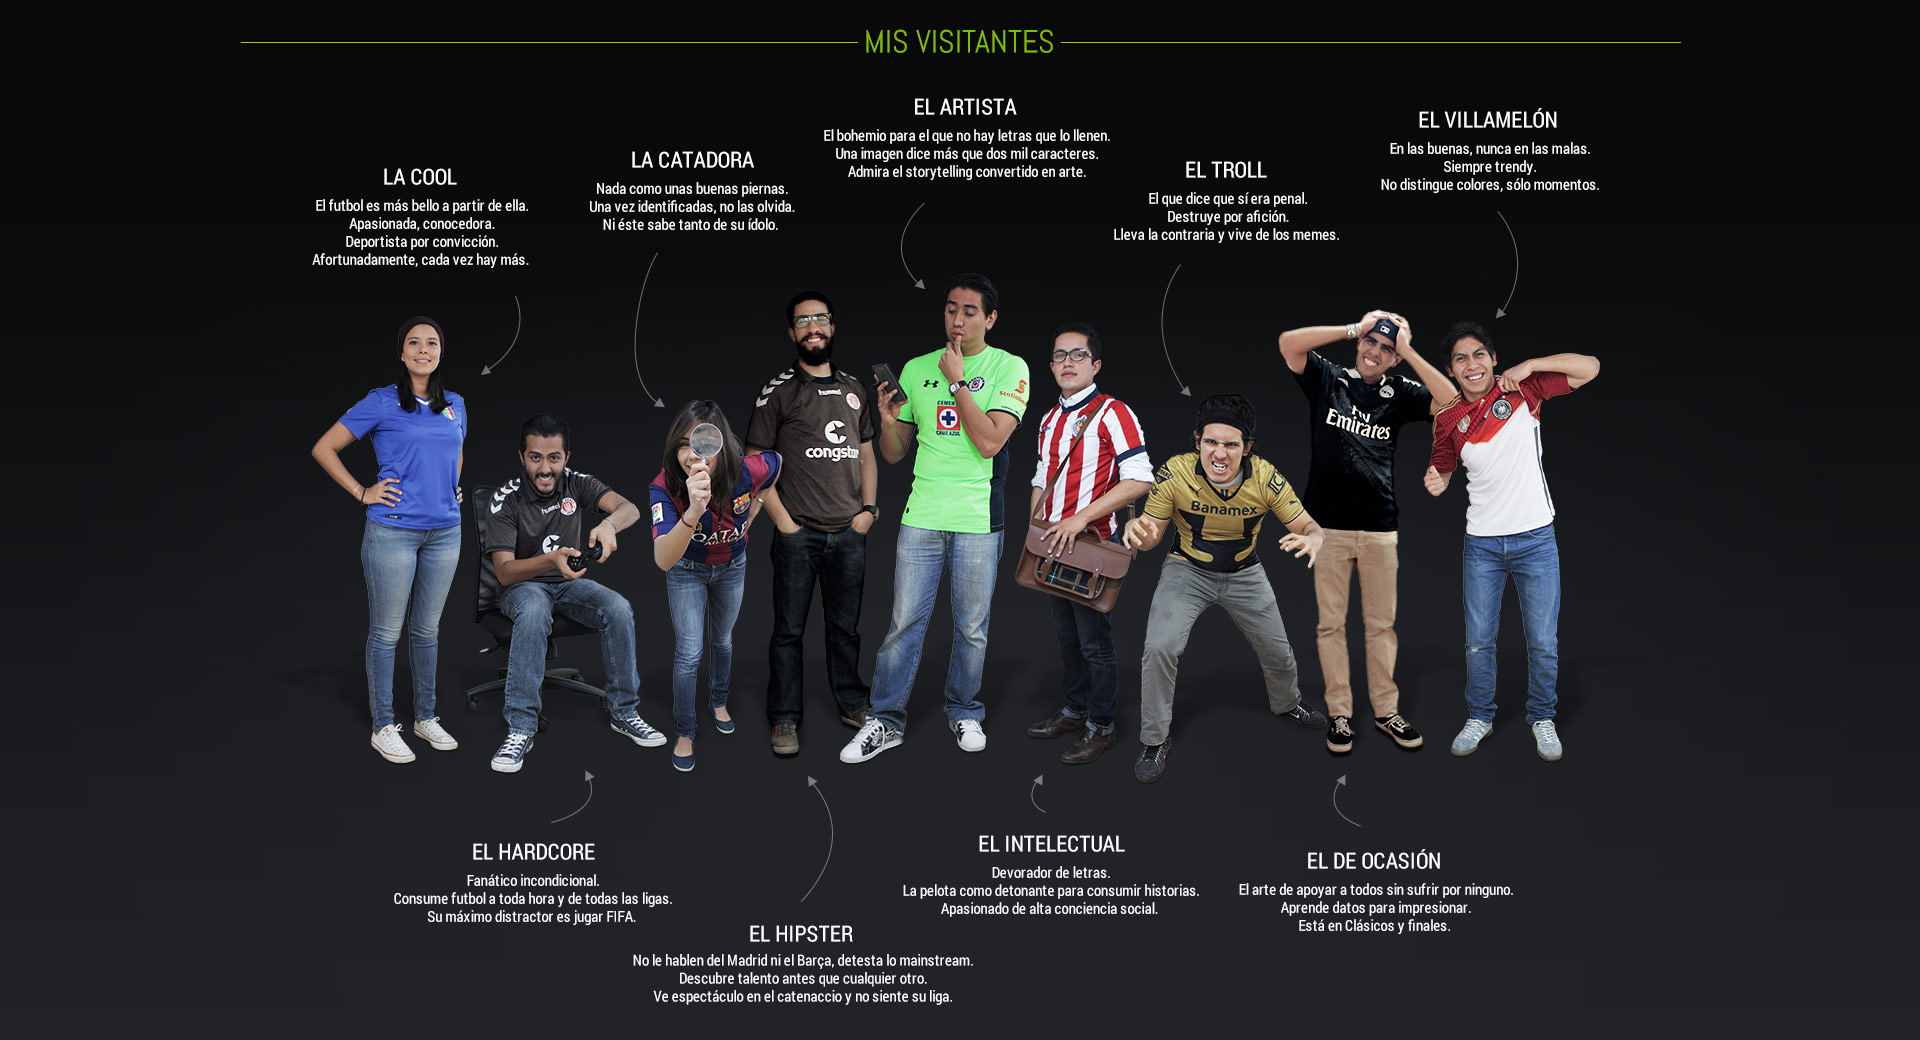 MIS VISITANTES
EL ARTISTA
El bohemio para el que no hay letras que lo llenen.
Una imagen dice más que dos mil caracteres.
Admira el storytelling convertido en arte.
EL VILLAMELÓN
En las buenas, nunca en las malas.
Siempre trendy.
No distingue colores, sólo momentos.
LA CATADORA
Nada como unas buenas piernas.
Una vez identificadas, no las olvida.
Ni éste sabe tanto de su ídolo.
EL TROLL
El que dice que sí era penal.
Destruye por afición.
Lleva la contraria y vive de los memes.
LA COOL
El futbol es más bello a partir de ella.
Apasionada, conocedora.
Deportista por convicción.
Afortunadamente, cada vez hay más.
hummel
congstar
Scotiabank
CEMENTO
CRUZ AZUL
Fly
Emirates
hummel
QATAR
Banamex
EL HARDCORE
Fanático incondicional.
Consume futbol a toda hora y de todas las ligas.
Su máximo distractor es jugar FIFA.
EL HIPSTER
No le hablen del Madrid ni el Barça, detesta lo mainstream.
Descubre talento antes que cualquier otro.
Ve espectáculo en el catenaccio y no siente su liga.
EL INTELECTUAL
Devorador de letras.
La pelota como detonante para consumir historias.
Apasionado de alta conciencia social.
EL DE OCASIÓN
El arte de apoyar a todos sin sufrir por ninguno.
Aprende datos para impresionar.
Está en Clásicos y finales.